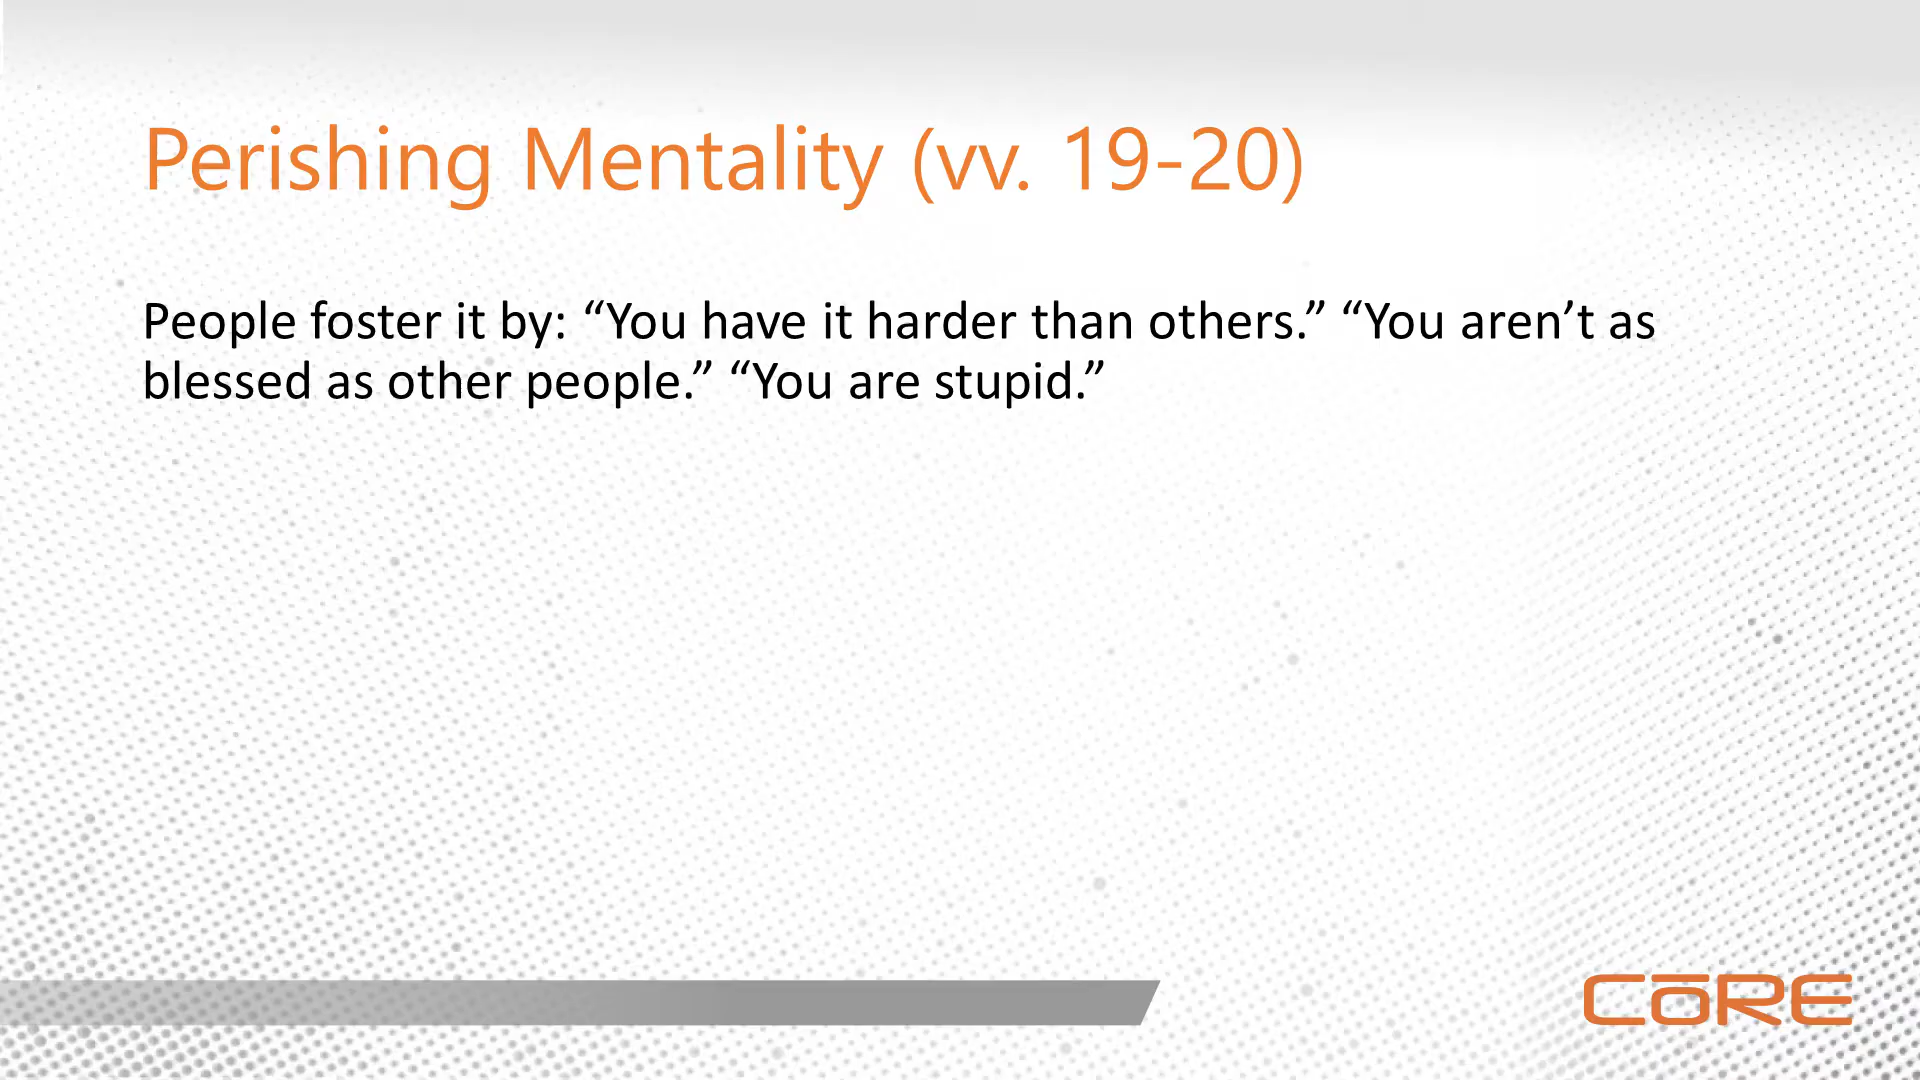 Perishing Mentality (vv. 19-20)
People foster it by: “You have it harder than others.” “You aren’t as
blessed as other people.” “You are stupid.”
CōRE